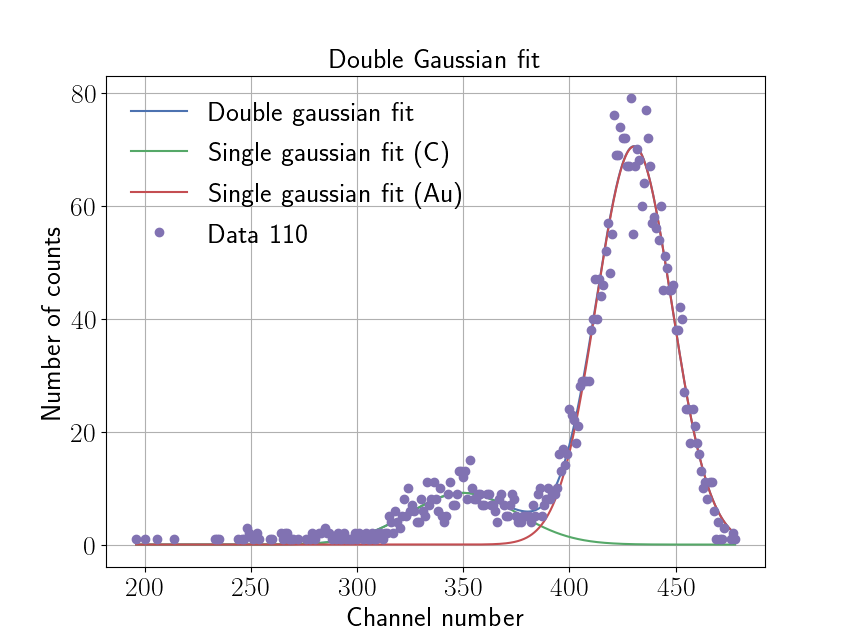 Double Gaussian fit
80
60
40
20
0
Number of counts
Double gaussian fit
Single gaussian fit (C)
Single gaussian fit (Au)
Data 110
200 250 300 350 400 450
Channel number